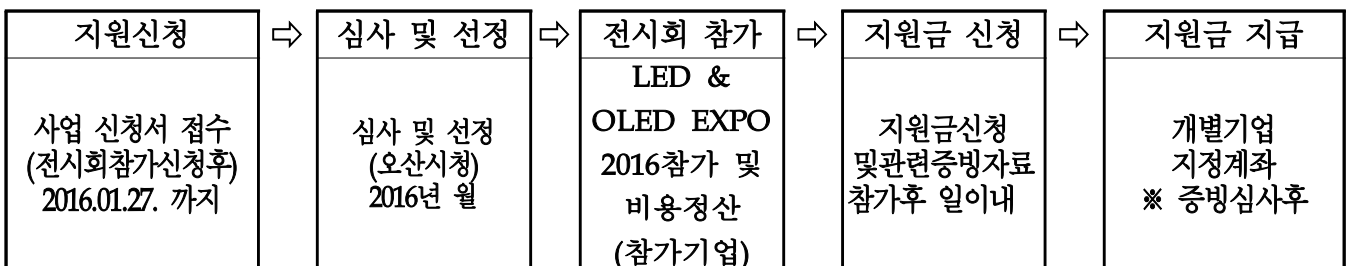 지원신청
사업 신청서 접수
(전시회참가신청후)
2016.01.27. 까지
심사 및 선정
심사 및 선정
(오산시청)
2016년 월
전시회 참가
LED &
OLED EXPO
2016참가 및
비용정산
(참가기업)
지원금 신청
지원금신청
및관련증빙자료
참가후 일이내
지원금 지급
개별기업
지정계좌
※ 증빙심사후